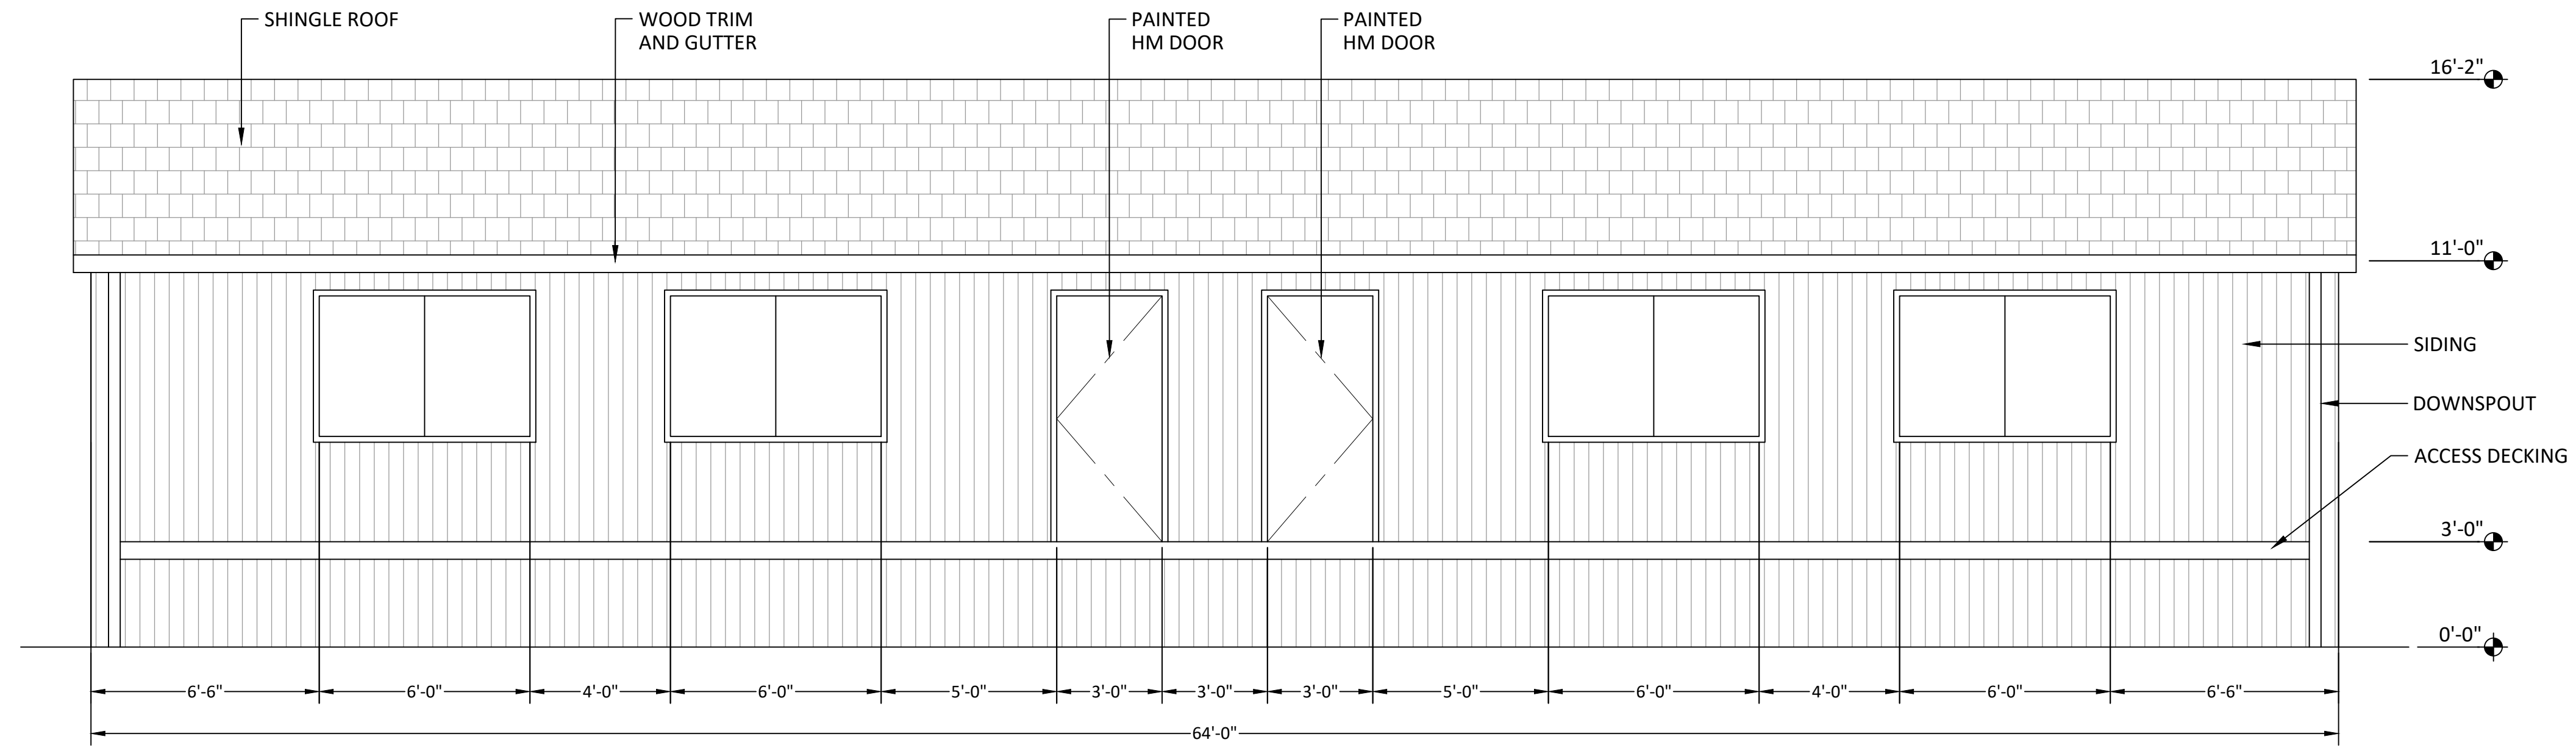 SHINGLE ROOF
WOOD TRIM
AND GUTTER
PAINTED
HM DOOR
PAINTED
HM DOOR
16'-2"
11'-0"
SIDING
DOWNSPOUT
ACCESS DECKING
3'-0"
0'-0"
6'-6"
6'-0"
4'-0"
6'-0"
5'-0"
3'-0"
3'-0"
3'-0"
5'-0"
6'-0"
4'-0"
6'-0"
6'-6"
64'-0"